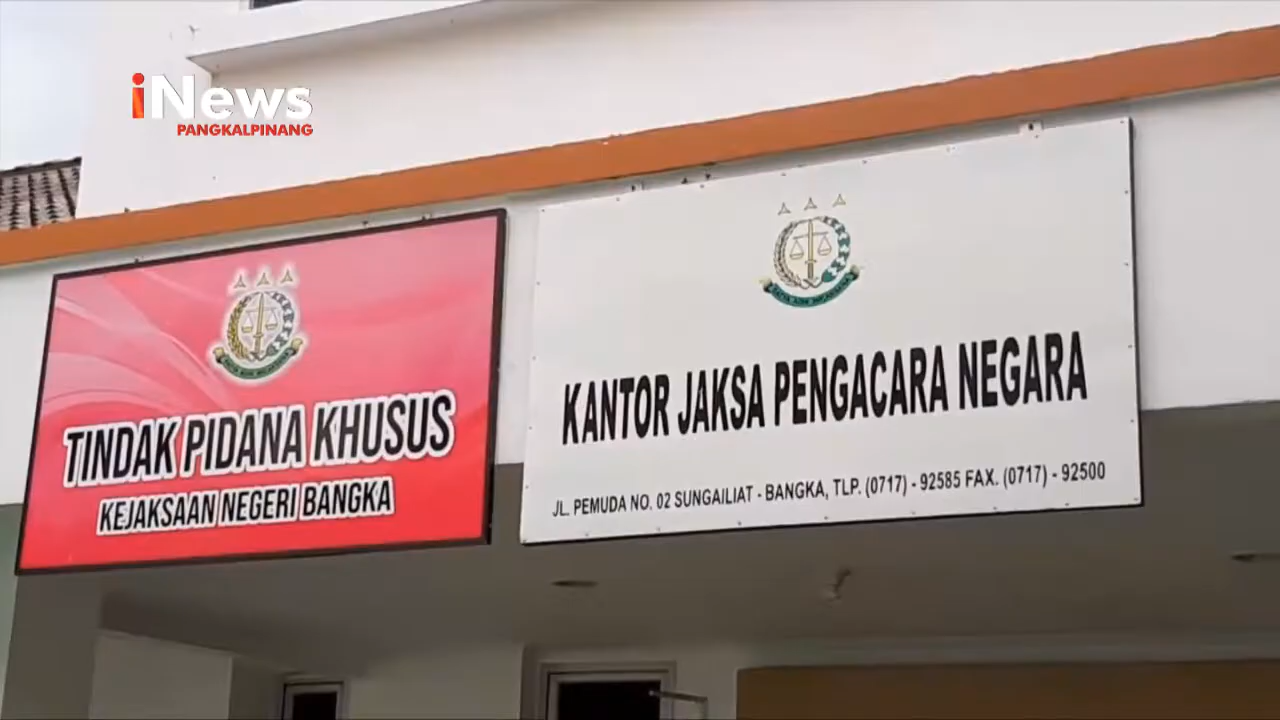 iNews
PANGKALPINANG
TINDAK PIDANA KHUSUS
KEJAKSAAN NEGERI BANGKA
KANTOR JAKSA PENGACARA NEGARA
JL. PEMUDA NO. 02 SUNGAILIAT - BANGKA, TLP. (0717) - 92585 FAX. (0717) - 92500